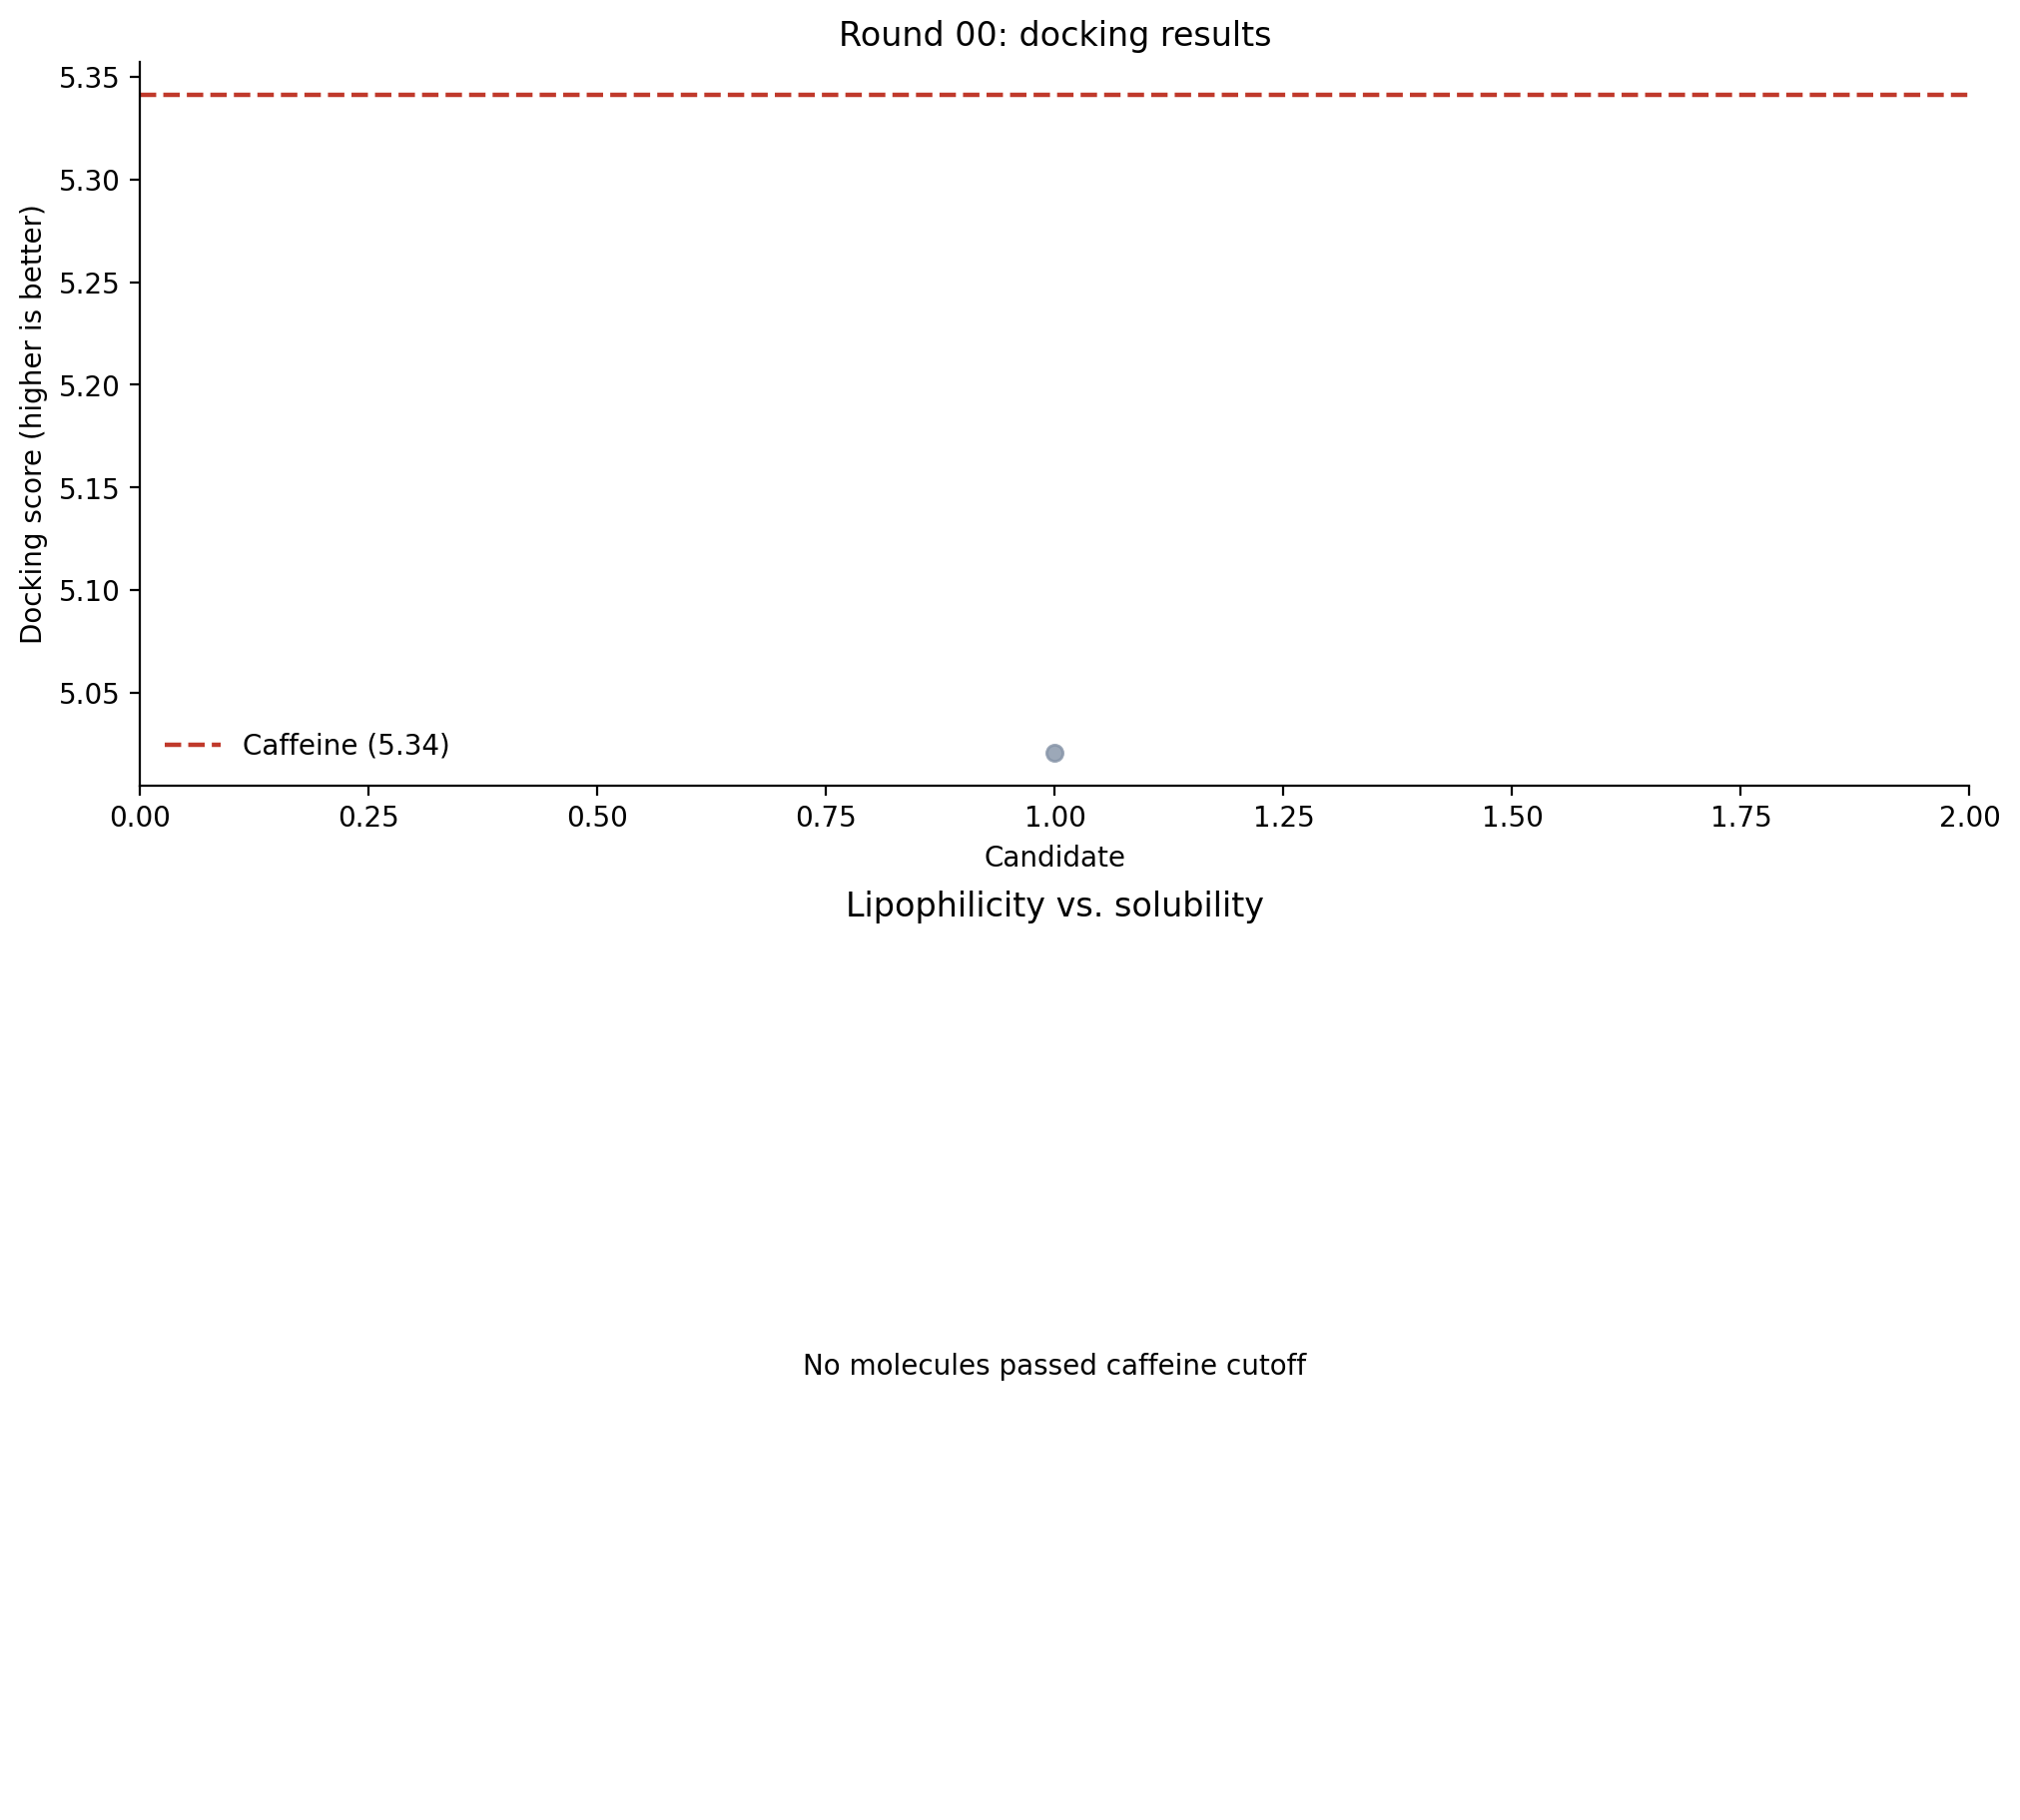 Round 00: docking results
Docking score (higher is better)
5.35
5.30
5.25
5.20
5.15
5.10
5.05
Caffeine (5.34)
0.00 0.25 0.50 0.75 1.00 1.25 1.50 1.75 2.00
Candidate
Lipophilicity vs. solubility
No molecules passed caffeine cutoff